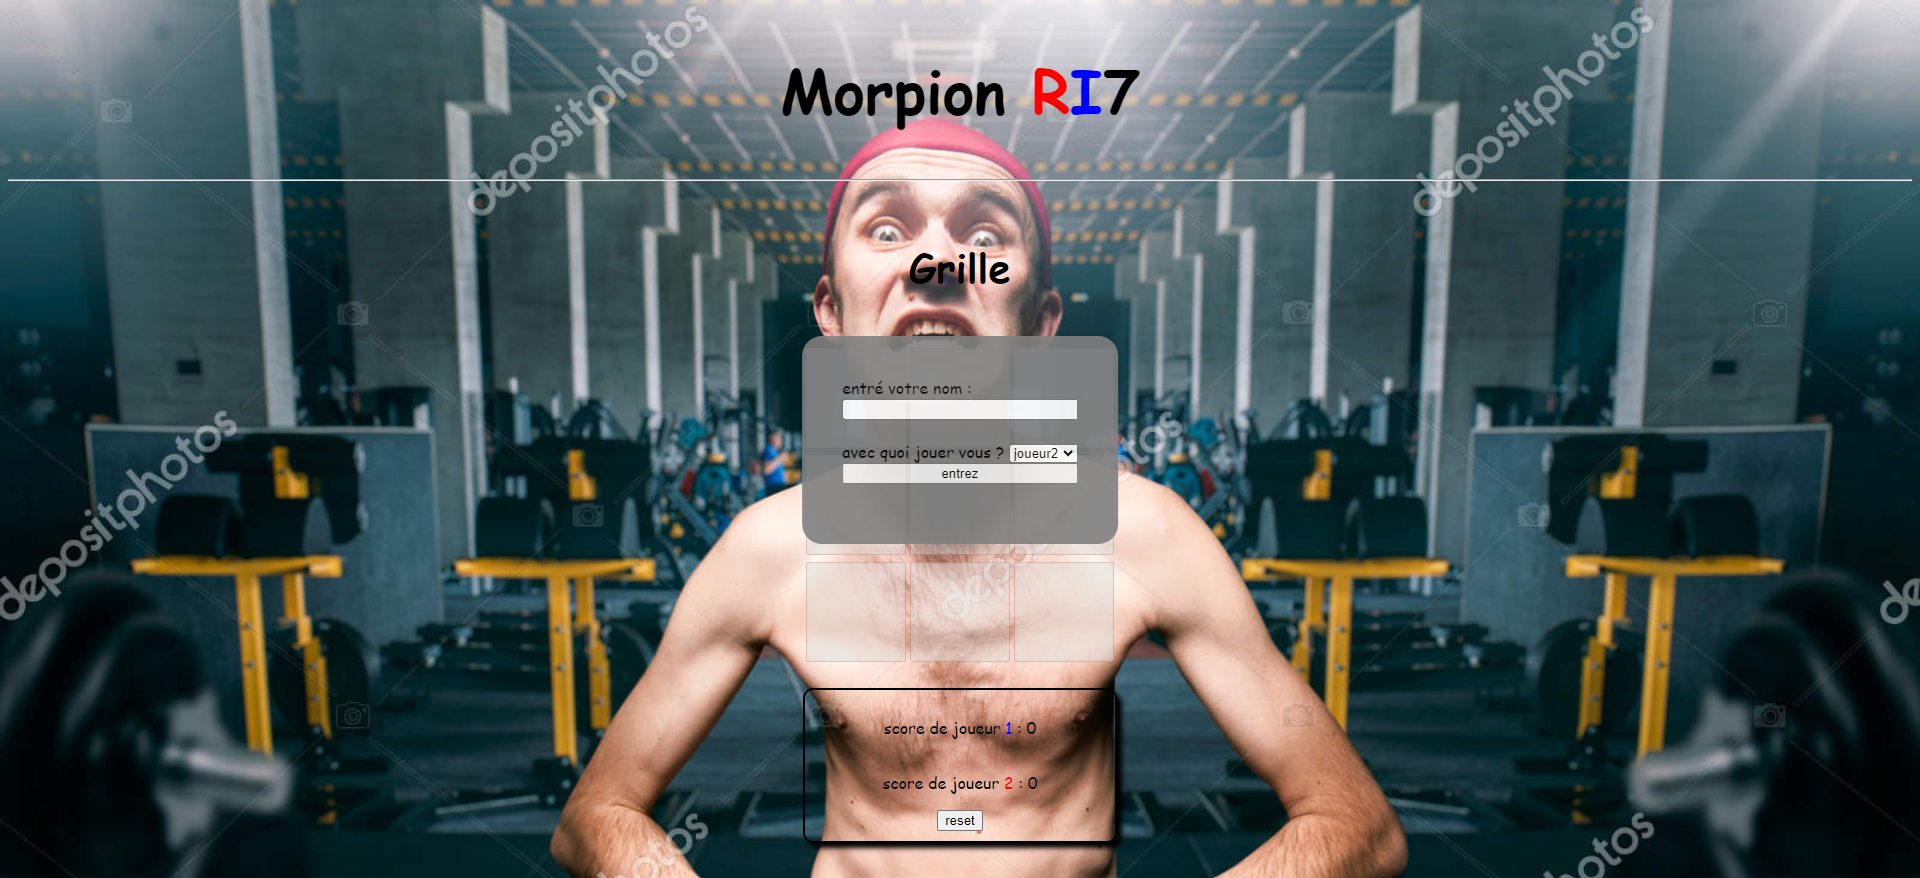 Morpion RI7
Grille
entré votre nom :
avec quoi jouer vous ? joueur2
entrez
score de joueur 1 : 0
score de joueur 2 : 0
reset
depositphotos
depositphotos
depositphotos